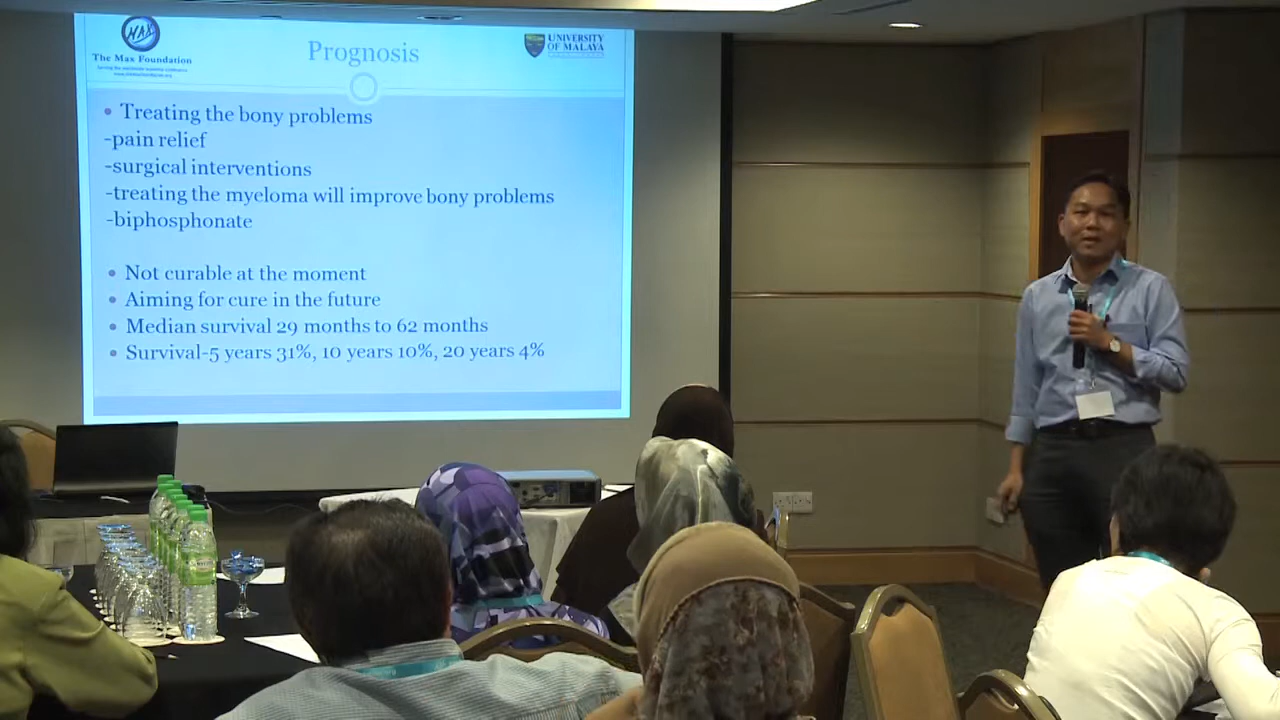 MAX
The Max Foundation
Prognosis
UNIVERSITY
OF MALAYA
• Treating the bony problems
-pain relief
-surgical interventions
-treating the myeloma will improve bony problems
-biphosphonate
• Not curable at the moment
• Aiming for cure in the future
• Median survival 29 months to 62 months
• Survival-5 years 31%, 10 years 10%, 20 years 4%